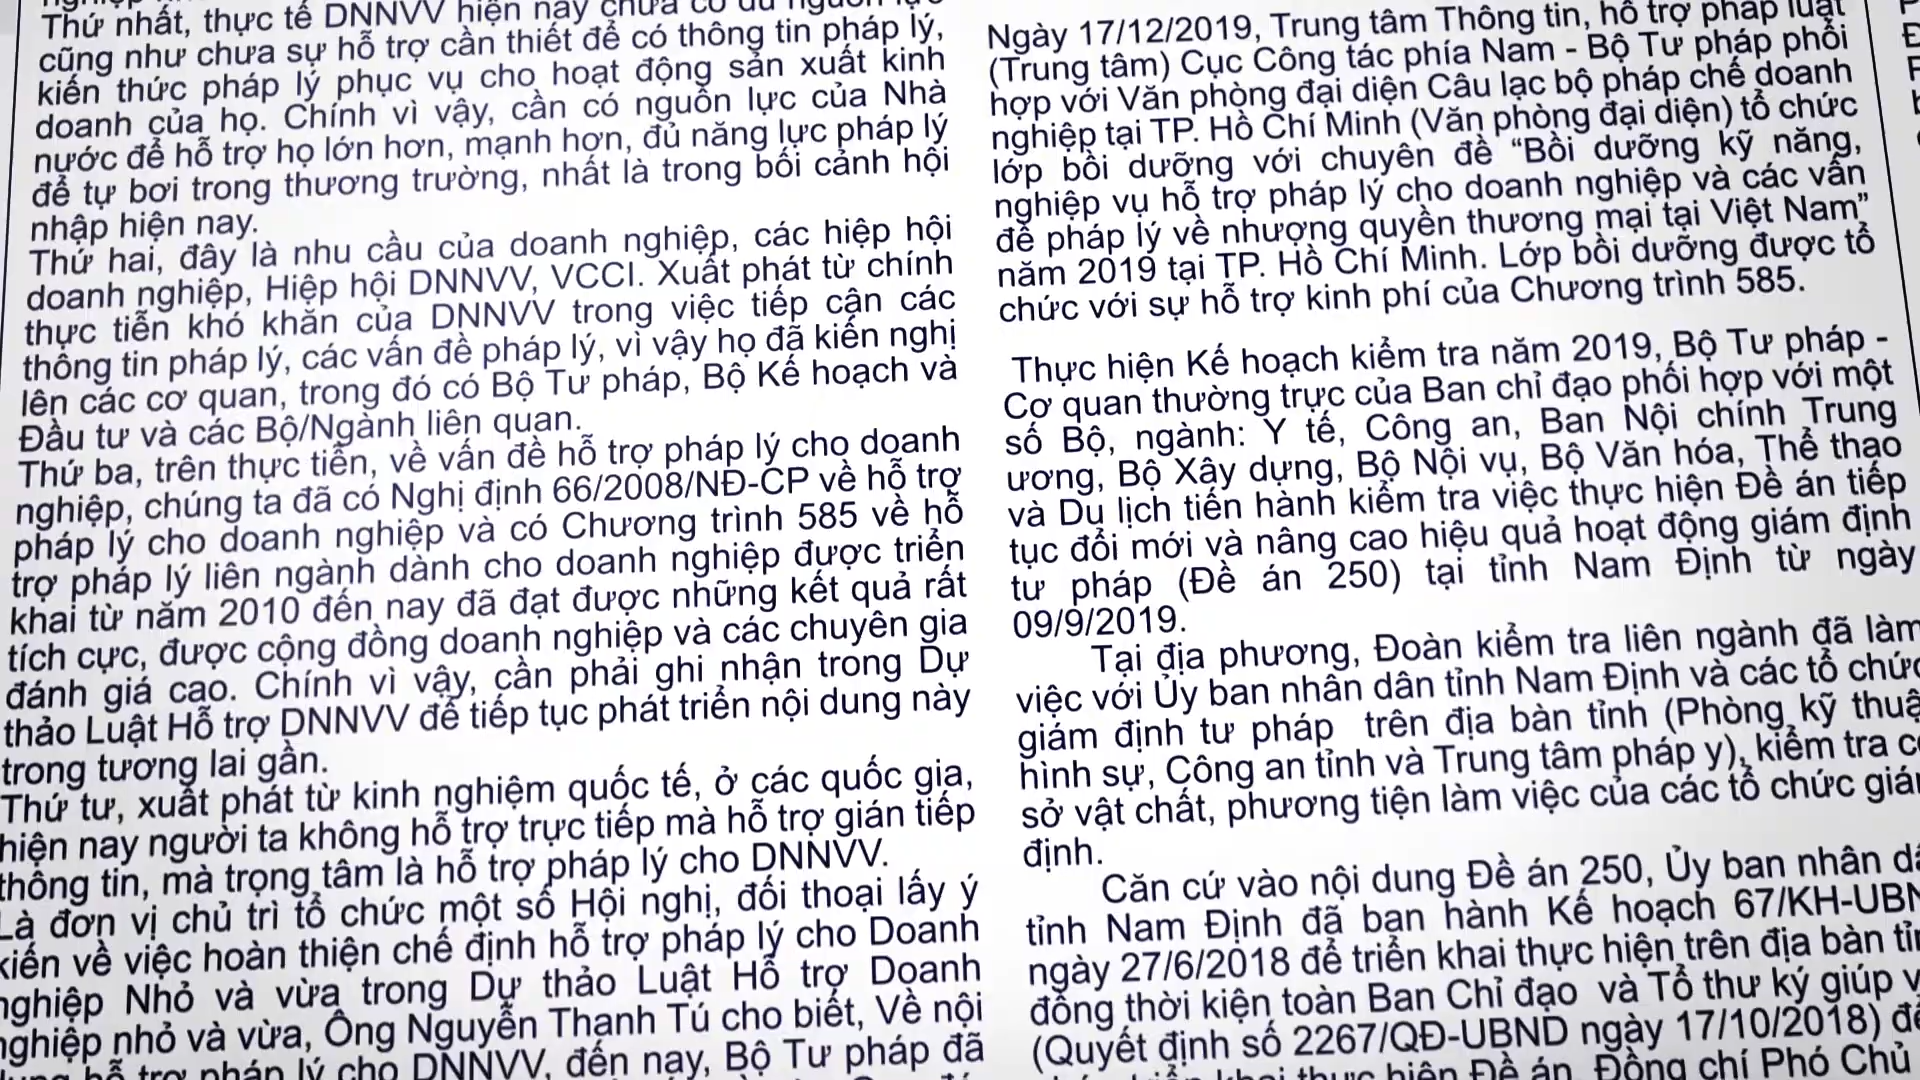 Thứ nhất, thực tế DNNVV hiện nay chưa có đủ nguồn lực
cũng như chưa sự hỗ trợ cần thiết để có thông tin pháp lý,
kiến thức pháp lý phục vụ cho hoạt động sản xuất kinh
doanh của họ. Chính vì vậy, cần có nguồn lực của Nhà
nước để hỗ trợ họ lớn hơn, mạnh hơn, đủ năng lực pháp lý
để tự bơi trong thương trường, nhất là trong bối cảnh hội
nhập hiện nay.
Thứ hai, đây là nhu cầu của doanh nghiệp, các hiệp hội
doanh nghiệp, Hiệp hội DNNVV, VCCI. Xuất phát từ chính
thực tiễn khó khăn của DNNVV trong việc tiếp cận các
thông tin pháp lý, các vấn đề pháp lý, vì vậy họ đã kiến nghị
lên các cơ quan, trong đó có Bộ Tư pháp, Bộ Kế hoạch và
Đầu tư và các Bộ/Ngành liên quan.
Thứ ba, trên thực tiễn, về vấn đề hỗ trợ pháp lý cho doanh
nghiệp, chúng ta đã có Nghị định 66/2008/NĐ-CP về hỗ trợ
pháp lý cho doanh nghiệp và có Chương trình 585 về hỗ
trợ pháp lý liên ngành dành cho doanh nghiệp được triển
khai từ năm 2010 đến nay đã đạt được những kết quả rất
tích cực, được cộng đồng doanh nghiệp và các chuyên gia
đánh giá cao. Chính vì vậy, cần phải ghi nhận trong Dự
thảo Luật Hỗ trợ DNNVV để tiếp tục phát triển nội dung này
trong tương lai gần.
Thứ tư, xuất phát từ kinh nghiệm quốc tế, ở các quốc gia,
hiện nay người ta không hỗ trợ trực tiếp mà hỗ trợ gián tiếp
thông tin, mà trọng tâm là hỗ trợ pháp lý cho DNNVV.
Là đơn vị chủ trì tổ chức một số Hội nghị, đối thoại lấy ý
kiến về việc hoàn thiện chế định hỗ trợ pháp lý cho Doanh
nghiệp Nhỏ và vừa trong Dự thảo Luật Hỗ trợ Doanh
nghiệp nhỏ và vừa, Ông Nguyễn Thanh Tú cho biết, Về nội
hỗ trợ pháp lý cho DNNVV, đến nay, Bộ Tư pháp đã
Ngày 17/12/2019, Trung tâm Thông tin, hỗ trợ pháp luật
(Trung tâm) Cục Công tác phía Nam - Bộ Tư pháp phối
hợp với Văn phòng đại diện Câu lạc bộ pháp chế doanh
nghiệp tại TP. Hồ Chí Minh (Văn phòng đại diện) tổ chức
lớp bồi dưỡng với chuyên đề “Bồi dưỡng kỹ năng,
nghiệp vụ hỗ trợ pháp lý cho doanh nghiệp và các vấn
đề pháp lý về nhượng quyền thương mại tại Việt Nam”
năm 2019 tại TP. Hồ Chí Minh. Lớp bồi dưỡng được tổ
chức với sự hỗ trợ kinh phí của Chương trình 585.
Thực hiện Kế hoạch kiểm tra năm 2019, Bộ Tư pháp -
Cơ quan thường trực của Ban chỉ đạo phối hợp với một
số Bộ, ngành: Y tế, Công an, Ban Nội chính Trung
ương, Bộ Xây dựng, Bộ Nội vụ, Bộ Văn hóa, Thể thao
và Du lịch tiến hành kiểm tra việc thực hiện Đề án tiếp
tục đổi mới và nâng cao hiệu quả hoạt động giám định
tư pháp (Đề án 250) tại tỉnh Nam Định từ ngày
09/9/2019.
Tại địa phương, Đoàn kiểm tra liên ngành đã làm
việc với Ủy ban nhân dân tỉnh Nam Định và các tổ chức
giám định tư pháp trên địa bàn tỉnh (Phòng kỹ thuậ
hình sự, Công an tỉnh và Trung tâm pháp y), kiểm tra cơ
sở vật chất, phương tiện làm việc của các tổ chức giám
định.
Căn cứ vào nội dung Đề án 250, Ủy ban nhân dâ
tỉnh Nam Định đã ban hành Kế hoạch 67/KH-UBN
ngày 27/6/2018 để triển khai thực hiện trên địa bàn tỉn
đồng thời kiện toàn Ban Chỉ đạo và Tổ thư ký giúp v
(Quyết định số 2267/QĐ-UBND ngày 17/10/2018) để
khai thực hiện Đề án. Đồng chí Phó Chủ